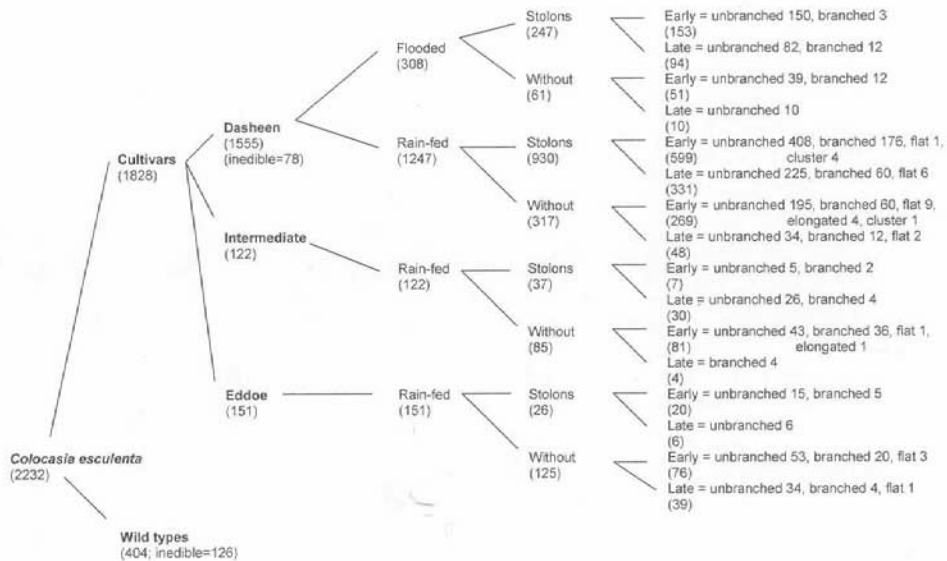 Stolons
(247)
Early = unbranched 150, branched 3
(153)
Late = unbranched 82, branched 12
(94)
Flooded
(308)
Without
(61)
Early = unbranched 39, branched 12
(51)
Late = unbranched 10
(10)
Dasheen
(1555)
(inedible=78)
Rain-fed
(1247)
Stolons
(930)
Early = unbranched 408, branched 176, flat 1,
(599) cluster 4
Late = unbranched 225, branched 60, flat 6
(331)
Cultivars
(1828)
Without
(317)
Early = unbranched 195, branched 60, flat 9,
(269) elongated 4, cluster 1
Late = unbranched 34, branched 12, flat 2
(48)
Intermediate
(122)
Rain-fed
(122)
Stolons
(37)
Early = unbranched 5, branched 2
(7)
Late = unbranched 26, branched 4
(30)
Without
(85)
Early = unbranched 43, branched 36, flat 1,
(81) elongated 1
Late = branched 4
(4)
Eddoe
(151)
Rain-fed
(151)
Stolons
(26)
Early = unbranched 15, branched 5
(20)
Late = unbranched 6
(6)
Colocasia esculenta
(2232)
Without
(125)
Early = unbranched 53, branched 20, flat 3
(76)
Late = unbranched 34, branched 4, flat 1
(39)
Wild types
(404; inedible=126)